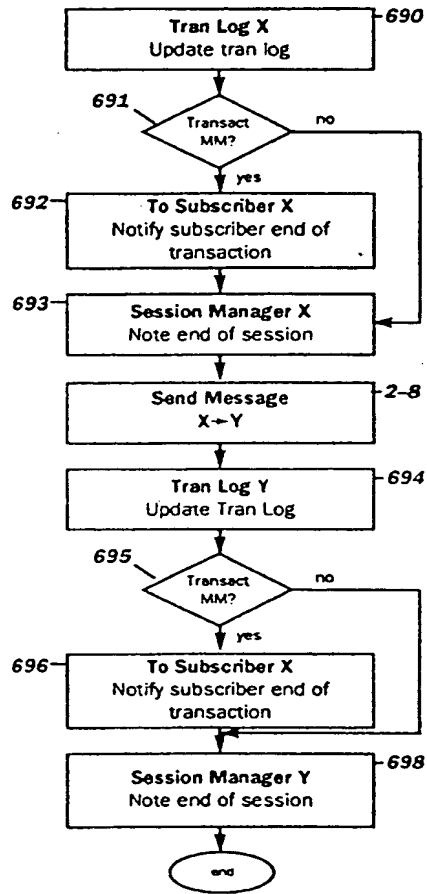 Tran Log X
Update tran log
690
691
Transact
MM?
no
yes
692
To Subscriber X
Notify subscriber end of
transaction
693
Session Manager X
Note end of session
Send Message
X→Y
2-8
Tran Log Y
Update Tran Log
694
695
Transact
MM?
no
yes
696
To Subscriber X
Notify subscriber end of
transaction
Session Manager Y
Note end of session
698
end